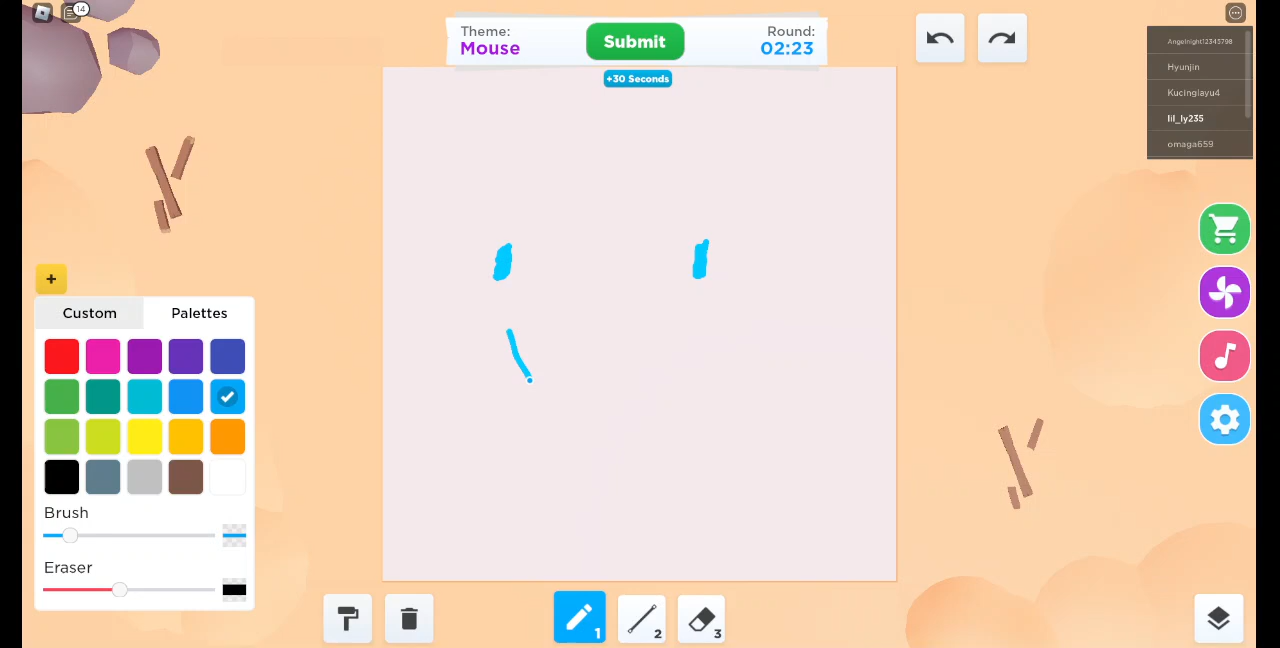 14
Theme:
Mouse
Submit
Round:
02:23
+30 Seconds
Angelnight12345798
Hyunjin
Kucinglayu4
lil_ly235
omaga659
+
Custom
Palettes
Brush
Eraser
1
2
3